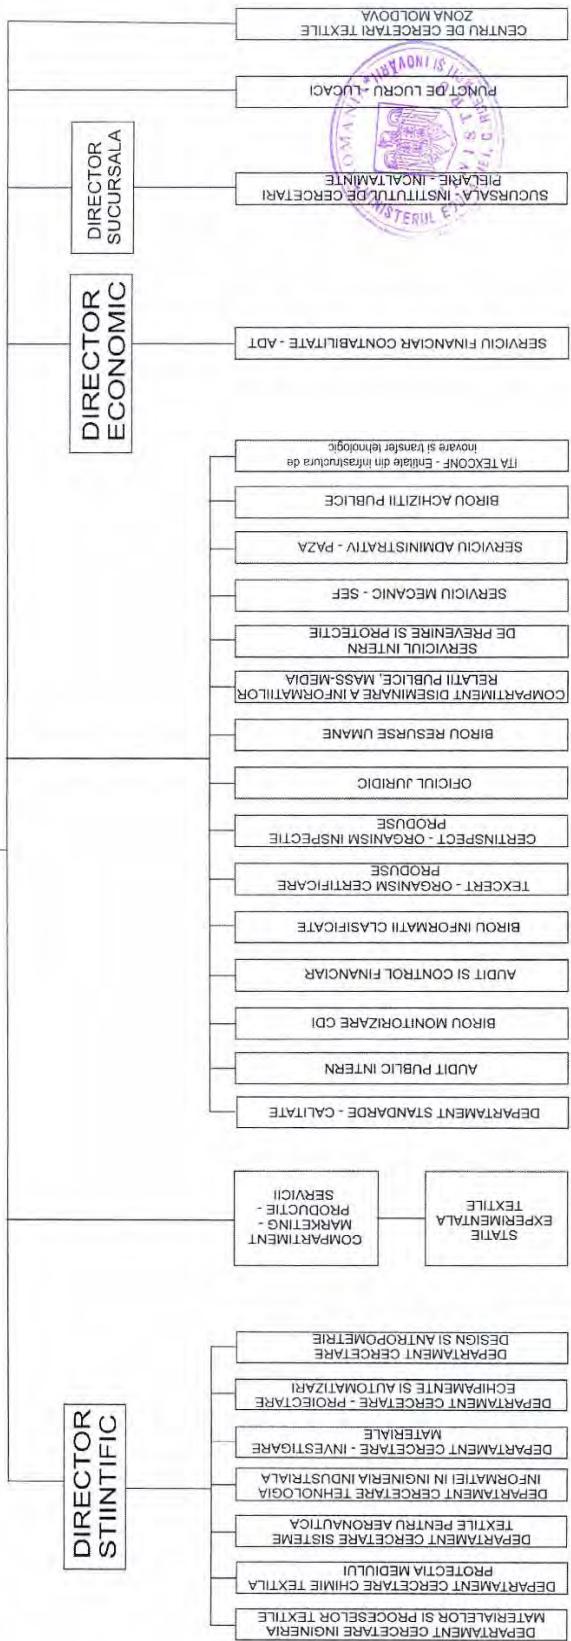 CENTRU DE CERCETARI TEXTILE
ZONA MOLDOVA
PUNCT DE LUCRU - LUCACI
DIRECTOR
SUCURSALA
SUCURSALA - INSTITUTUL DE CERCETARI
PIELARIE - INCALTAMINTE
ROMANIA
MINISTERUL
DIRECTOR
ECONOMIC
SERVICIU FINANCIAR CONTABILITATE - ADT
ITA TEXCONF - Entitate din infrastructura de
inovare si transfer tehnologic
BIROU ACHIZITII PUBLICE
SERVICIU ADMINISTRATIV - PAZA
SERVICIU MECANIC - SEF
SERVICIUL INTERN
DE PREVENIRE SI PROTECTIE
COMPARTIMENT DISEMINARE A INFORMATIILOR
RELATII PUBLICE, MASS-MEDIA
BIROU RESURSE UMANE
OFICIUL JURIDIC
CERTINSPECT - ORGANISM INSPECTIE
PRODUSE
TEXCERT - ORGANISM CERTIFICARE
PRODUSE
BIROU INFORMATII CLASIFICATE
AUDIT SI CONTROL FINANCIAR
BIROU MONITORIZARE CDI
AUDIT PUBLIC INTERN
DEPARTAMENT STANDARDE - CALITATE
COMPARTIMENT
MARKETING -
PRODUCTIE -
SERVICII
STATIE
EXPERIMENTALA
TEXTILE
DIRECTOR
STIINTIFIC
DEPARTAMENT CERCETARE
DESIGN SI ANTROPOMETRIE
DEPARTAMENT CERCETARE - PROIECTARE
ECHIPAMENTE SI AUTOMATIZARI
DEPARTAMENT CERCETARE - INVESTIGARE
MATERIALE
DEPARTAMENT CERCETARE TEHNOLOGIA
INFORMATIEI IN INGINERIA INDUSTRIALA
DEPARTAMENT CERCETARE SISTEME
TEXTILE PENTRU AERONAUTICA
DEPARTAMENT CERCETARE CHIMIE TEXTILA
PROTECTIA MEDIULUI
DEPARTAMENT CERCETARE INGINERIA
MATERIALELOR SI PROCESELOR TEXTILE